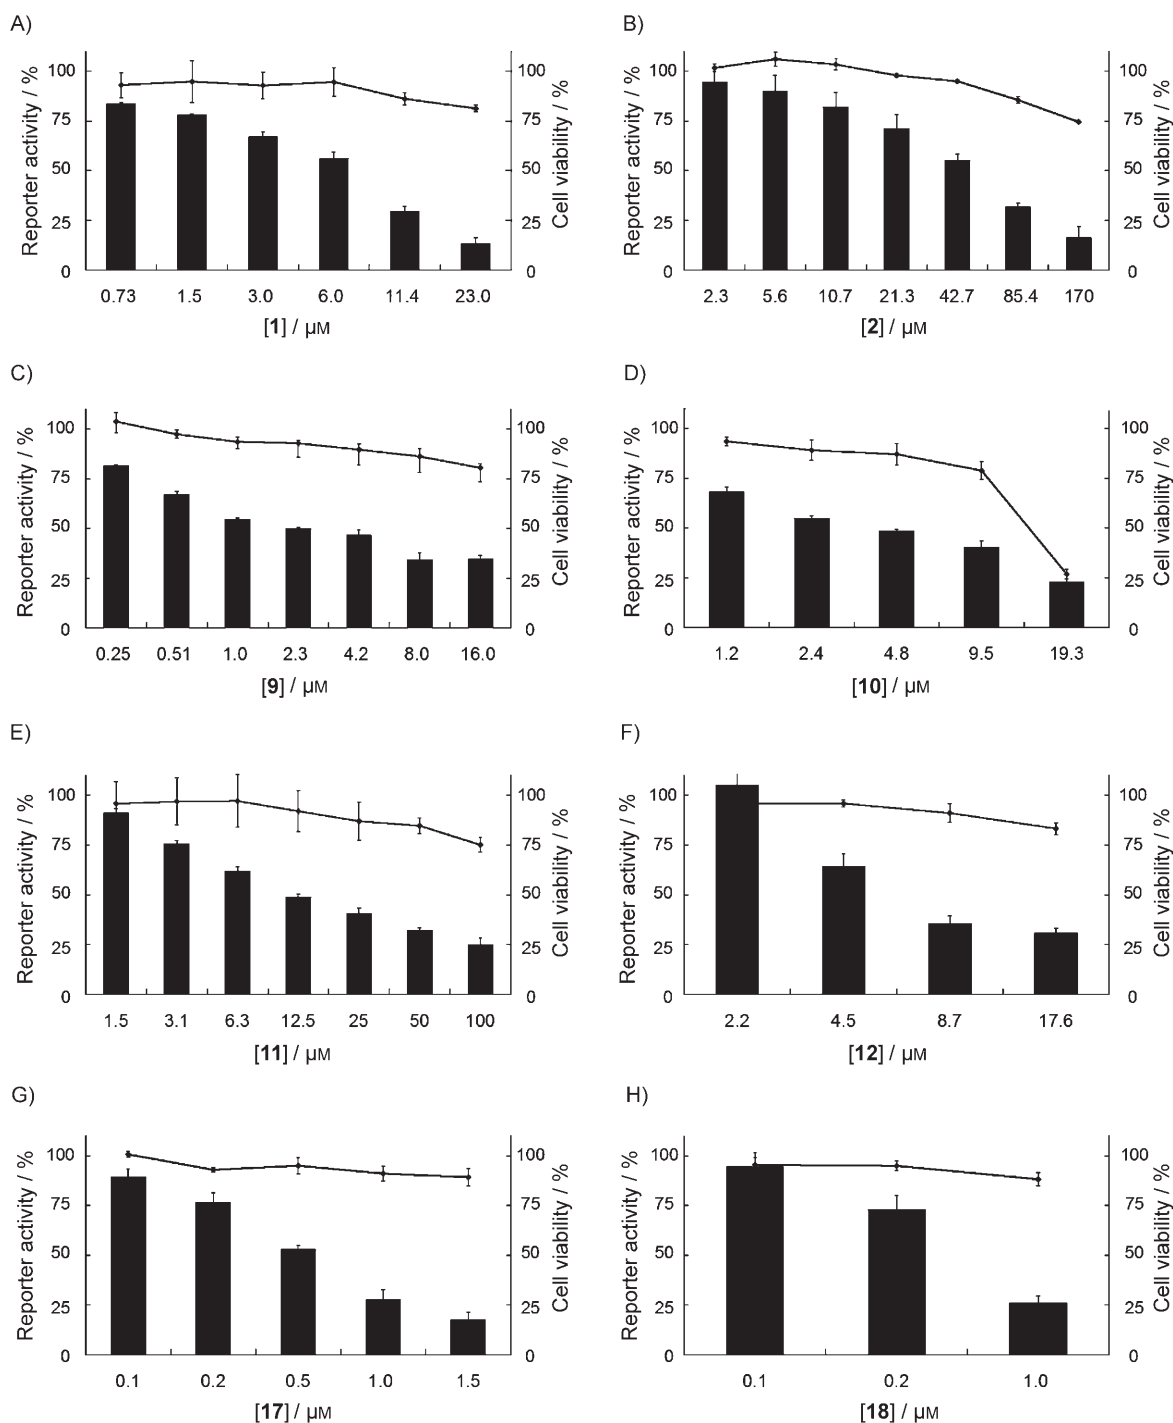 A)
Reporter activity / %
100
75
50
25
0
100
75
50
25
0
Cell viability / %
0.73 1.5 3.0 6.0 11.4 23.0
[1] / µM
B)
Reporter activity / %
100
75
50
25
0
100
75
50
25
0
Cell viability / %
2.3 5.6 10.7 21.3 42.7 85.4 170
[2] / µM
C)
Reporter activity / %
100
75
50
25
0
100
75
50
25
0
Cell viability / %
0.25 0.51 1.0 2.3 4.2 8.0 16.0
[9] / µM
D)
Reporter activity / %
100
75
50
25
0
100
75
50
25
0
Cell viability / %
1.2 2.4 4.8 9.5 19.3
[10] / µM
E)
Reporter activity / %
100
75
50
25
0
100
75
50
25
0
Cell viability / %
1.5 3.1 6.3 12.5 25 50 100
[11] / µM
F)
Reporter activity / %
100
75
50
25
0
100
75
50
25
0
Cell viability / %
2.2 4.5 8.7 17.6
[12] / µM
G)
Reporter activity / %
100
75
50
25
0
100
75
50
25
0
Cell viability / %
0.1 0.2 0.5 1.0 1.5
[17] / µM
H)
Reporter activity / %
100
75
50
25
0
100
75
50
25
0
Cell viability / %
0.1 0.2 1.0
[18] / µM